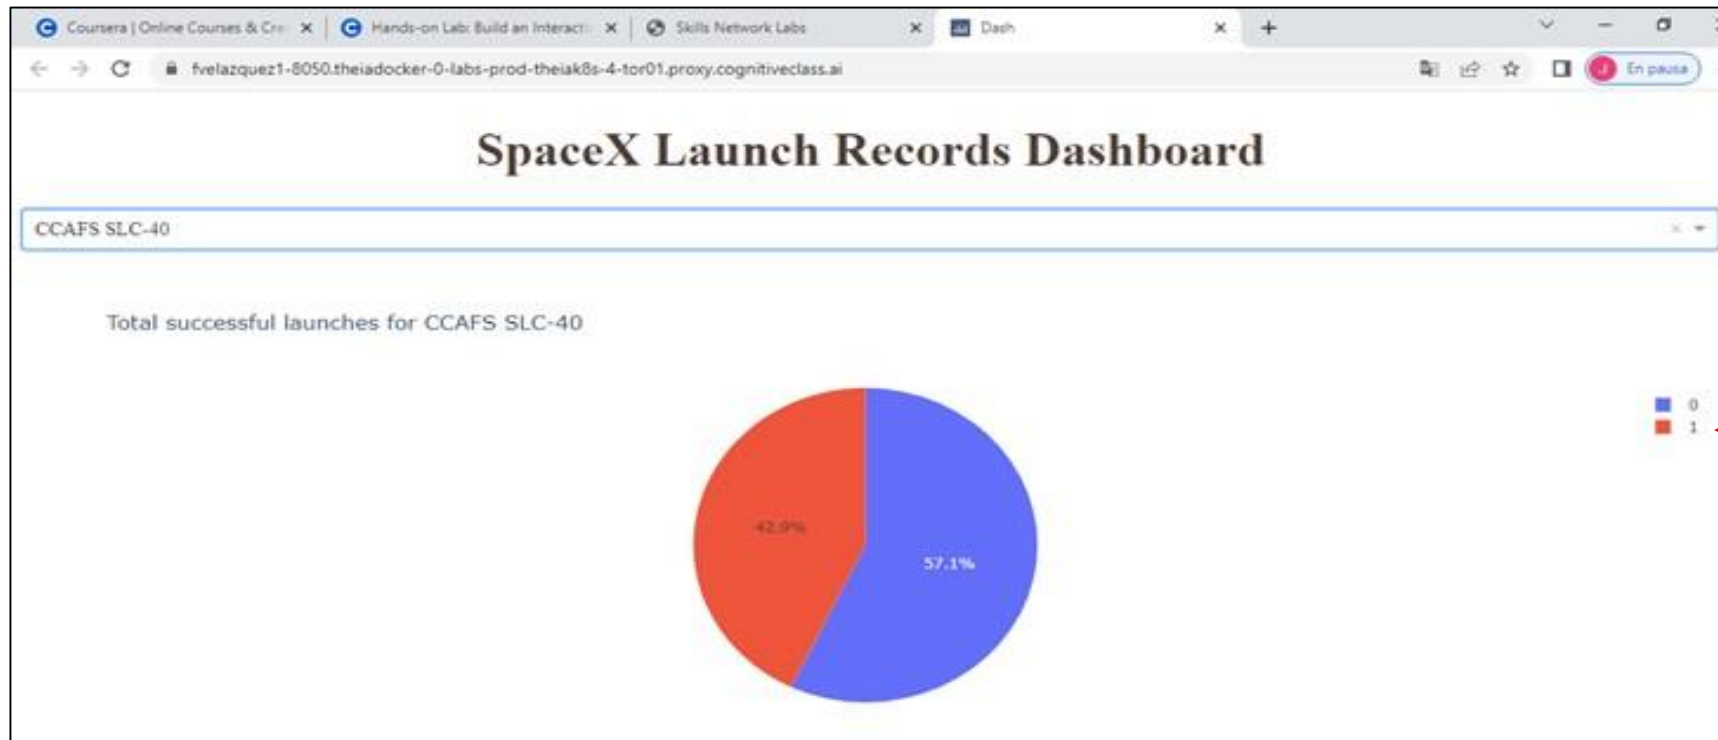 Coursera | Online Courses & Cre
Hands-on Lab: Build an Interacti
Skills Network Labs
Dash
fvelazquez1-8050.theiadocker-0-labs-prod-theiak8s-4-tor01.proxy.cognitiveclass.ai
J
En pausa
SpaceX Launch Records Dashboard
CCAFS SLC-40
Total successful launches for CCAFS SLC-40
0
1
42.9%
57.1%